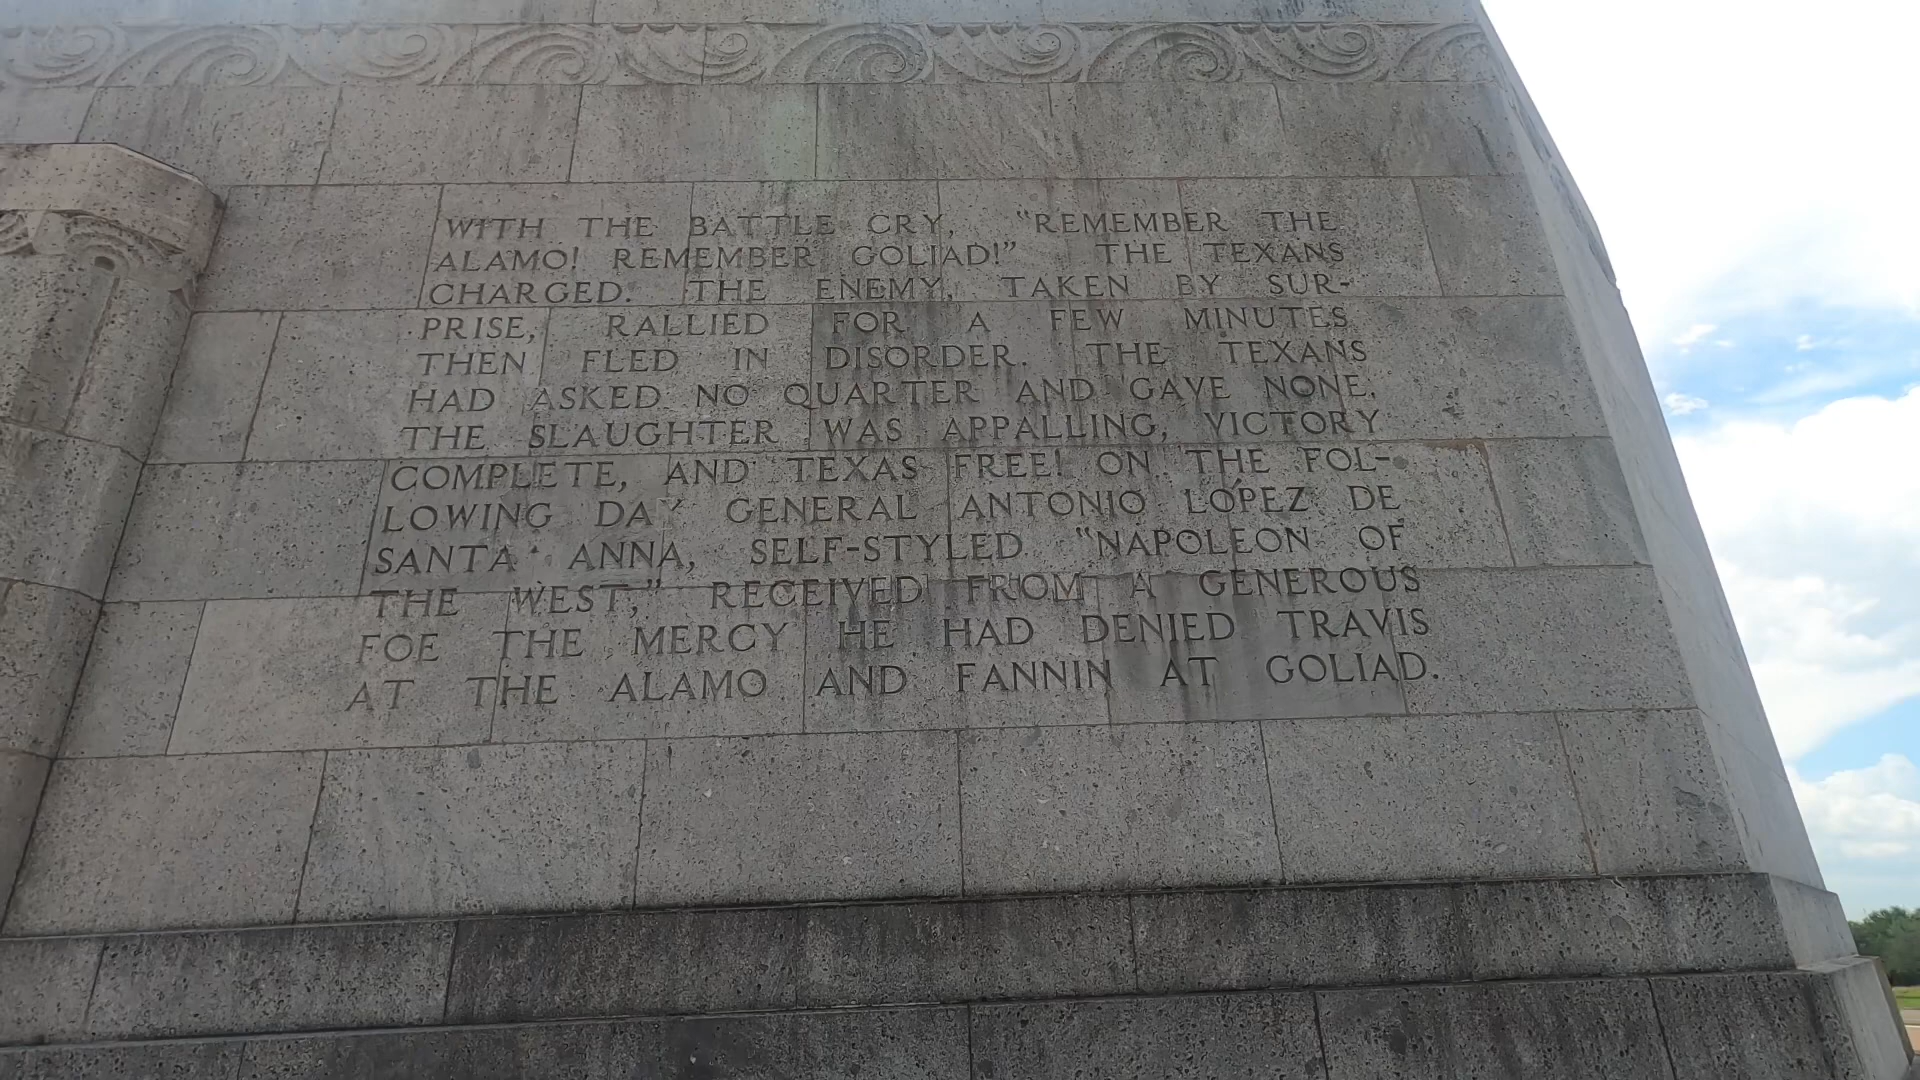 WITH THE BATTLE CRY, "REMEMBER THE
ALAMO! REMEMBER GOLIAD!" THE TEXANS
CHARGED. THE ENEMY, TAKEN BY SUR-
PRISE, RALLIED FOR A FEW MINUTES
THEN FLED IN DISORDER. THE TEXANS
HAD ASKED NO QUARTER AND GAVE NONE.
THE SLAUGHTER WAS APPALLING, VICTORY
COMPLETE, AND TEXAS FREE! ON THE FOL-
LOWING DAY GENERAL ANTONIO LÓPEZ DE
SANTA ANNA, SELF-STYLED "NAPOLEON OF
THE WEST," RECEIVED FROM A GENEROUS
FOE THE MERCY HE HAD DENIED TRAVIS
AT THE ALAMO AND FANNIN AT GOLIAD.